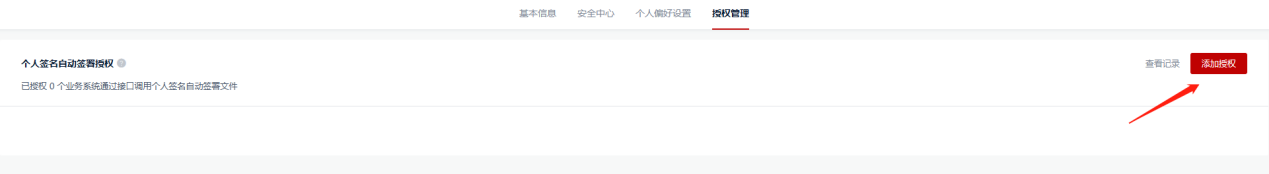 基本信息 安全中心 个人偏好设置 授权管理
个人签名自动签署授权 查看记录 添加授权
已授权 0 个业务系统通过接口调用个人签名自动签署文件